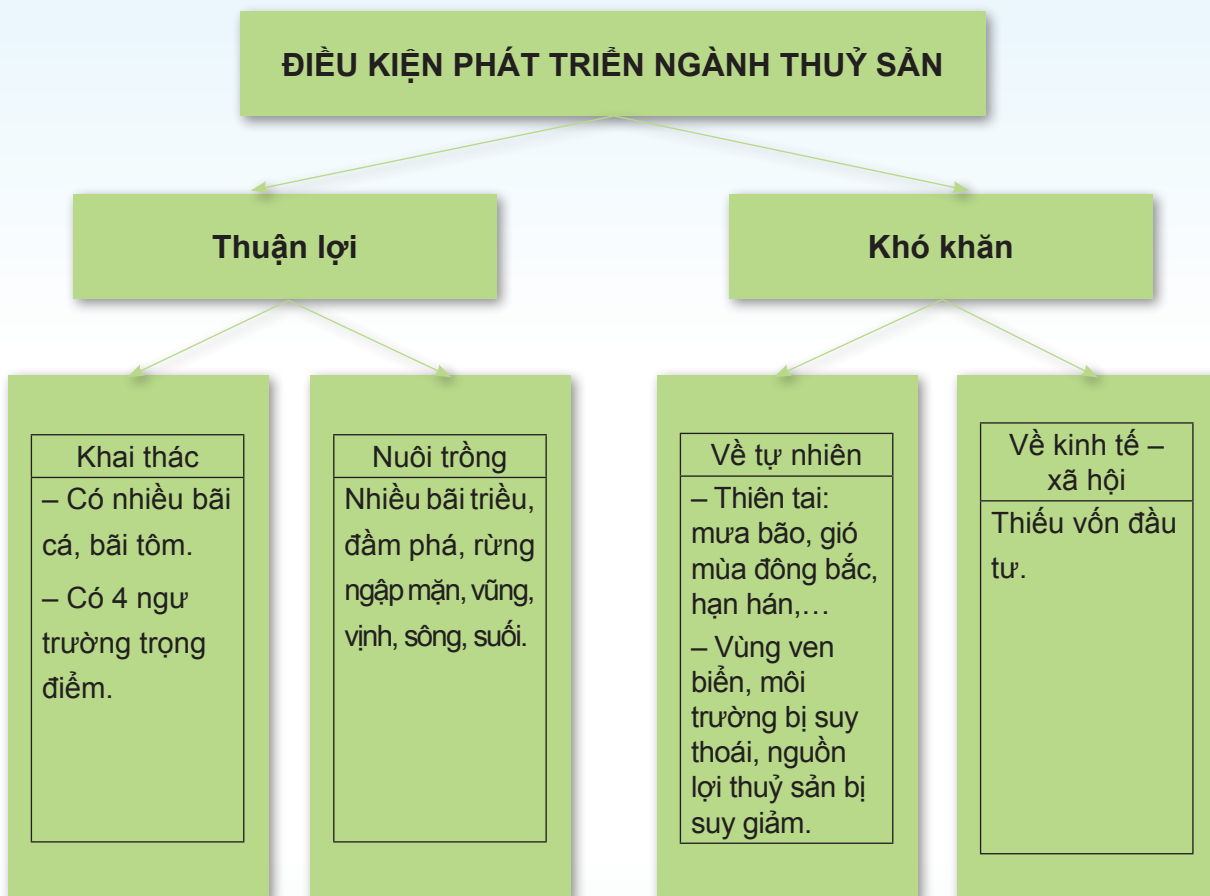 ĐIỀU KIỆN PHÁT TRIỂN NGÀNH THUỶ SẢN
Thuận lợi
Khó khăn
Khai thác
– Có nhiều bãi
cá, bãi tôm.
– Có 4 ngư
trường trọng
điểm.
Nuôi trồng
Nhiều bãi triều,
đầm phá, rừng
ngập mặn, vũng,
vịnh, sông, suối.
Về tự nhiên
– Thiên tai:
mưa bão, gió
mùa đông bắc,
hạn hán,…
– Vùng ven
biển, môi
trường bị suy
thoái, nguồn
lợi thuỷ sản bị
suy giảm.
Về kinh tế –
xã hội
Thiếu vốn đầu
tư.